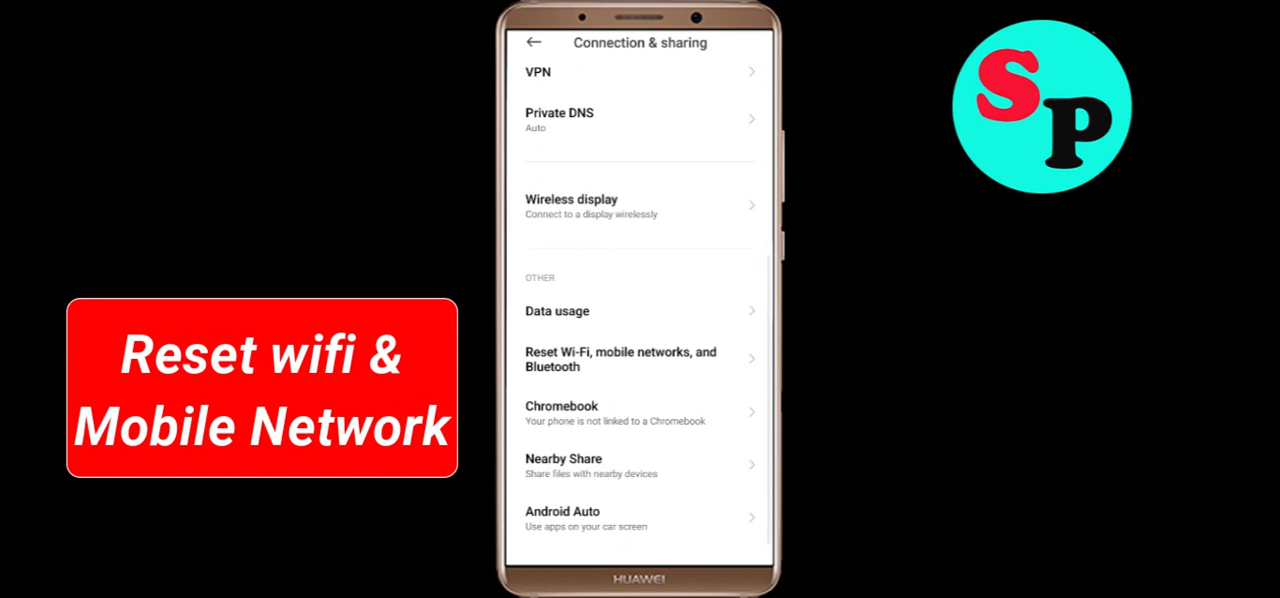 Connection & sharing
VPN
Private DNS
Auto
Wireless display
Connect to a display wirelessly
OTHER
Data usage
Reset Wi-Fi, mobile networks, and
Bluetooth
Chromebook
Your phone is not linked to a Chromebook
Nearby Share
Share files with nearby devices
Android Auto
Use apps on your car screen
HUAWEI
Reset wifi &
Mobile Network
SP